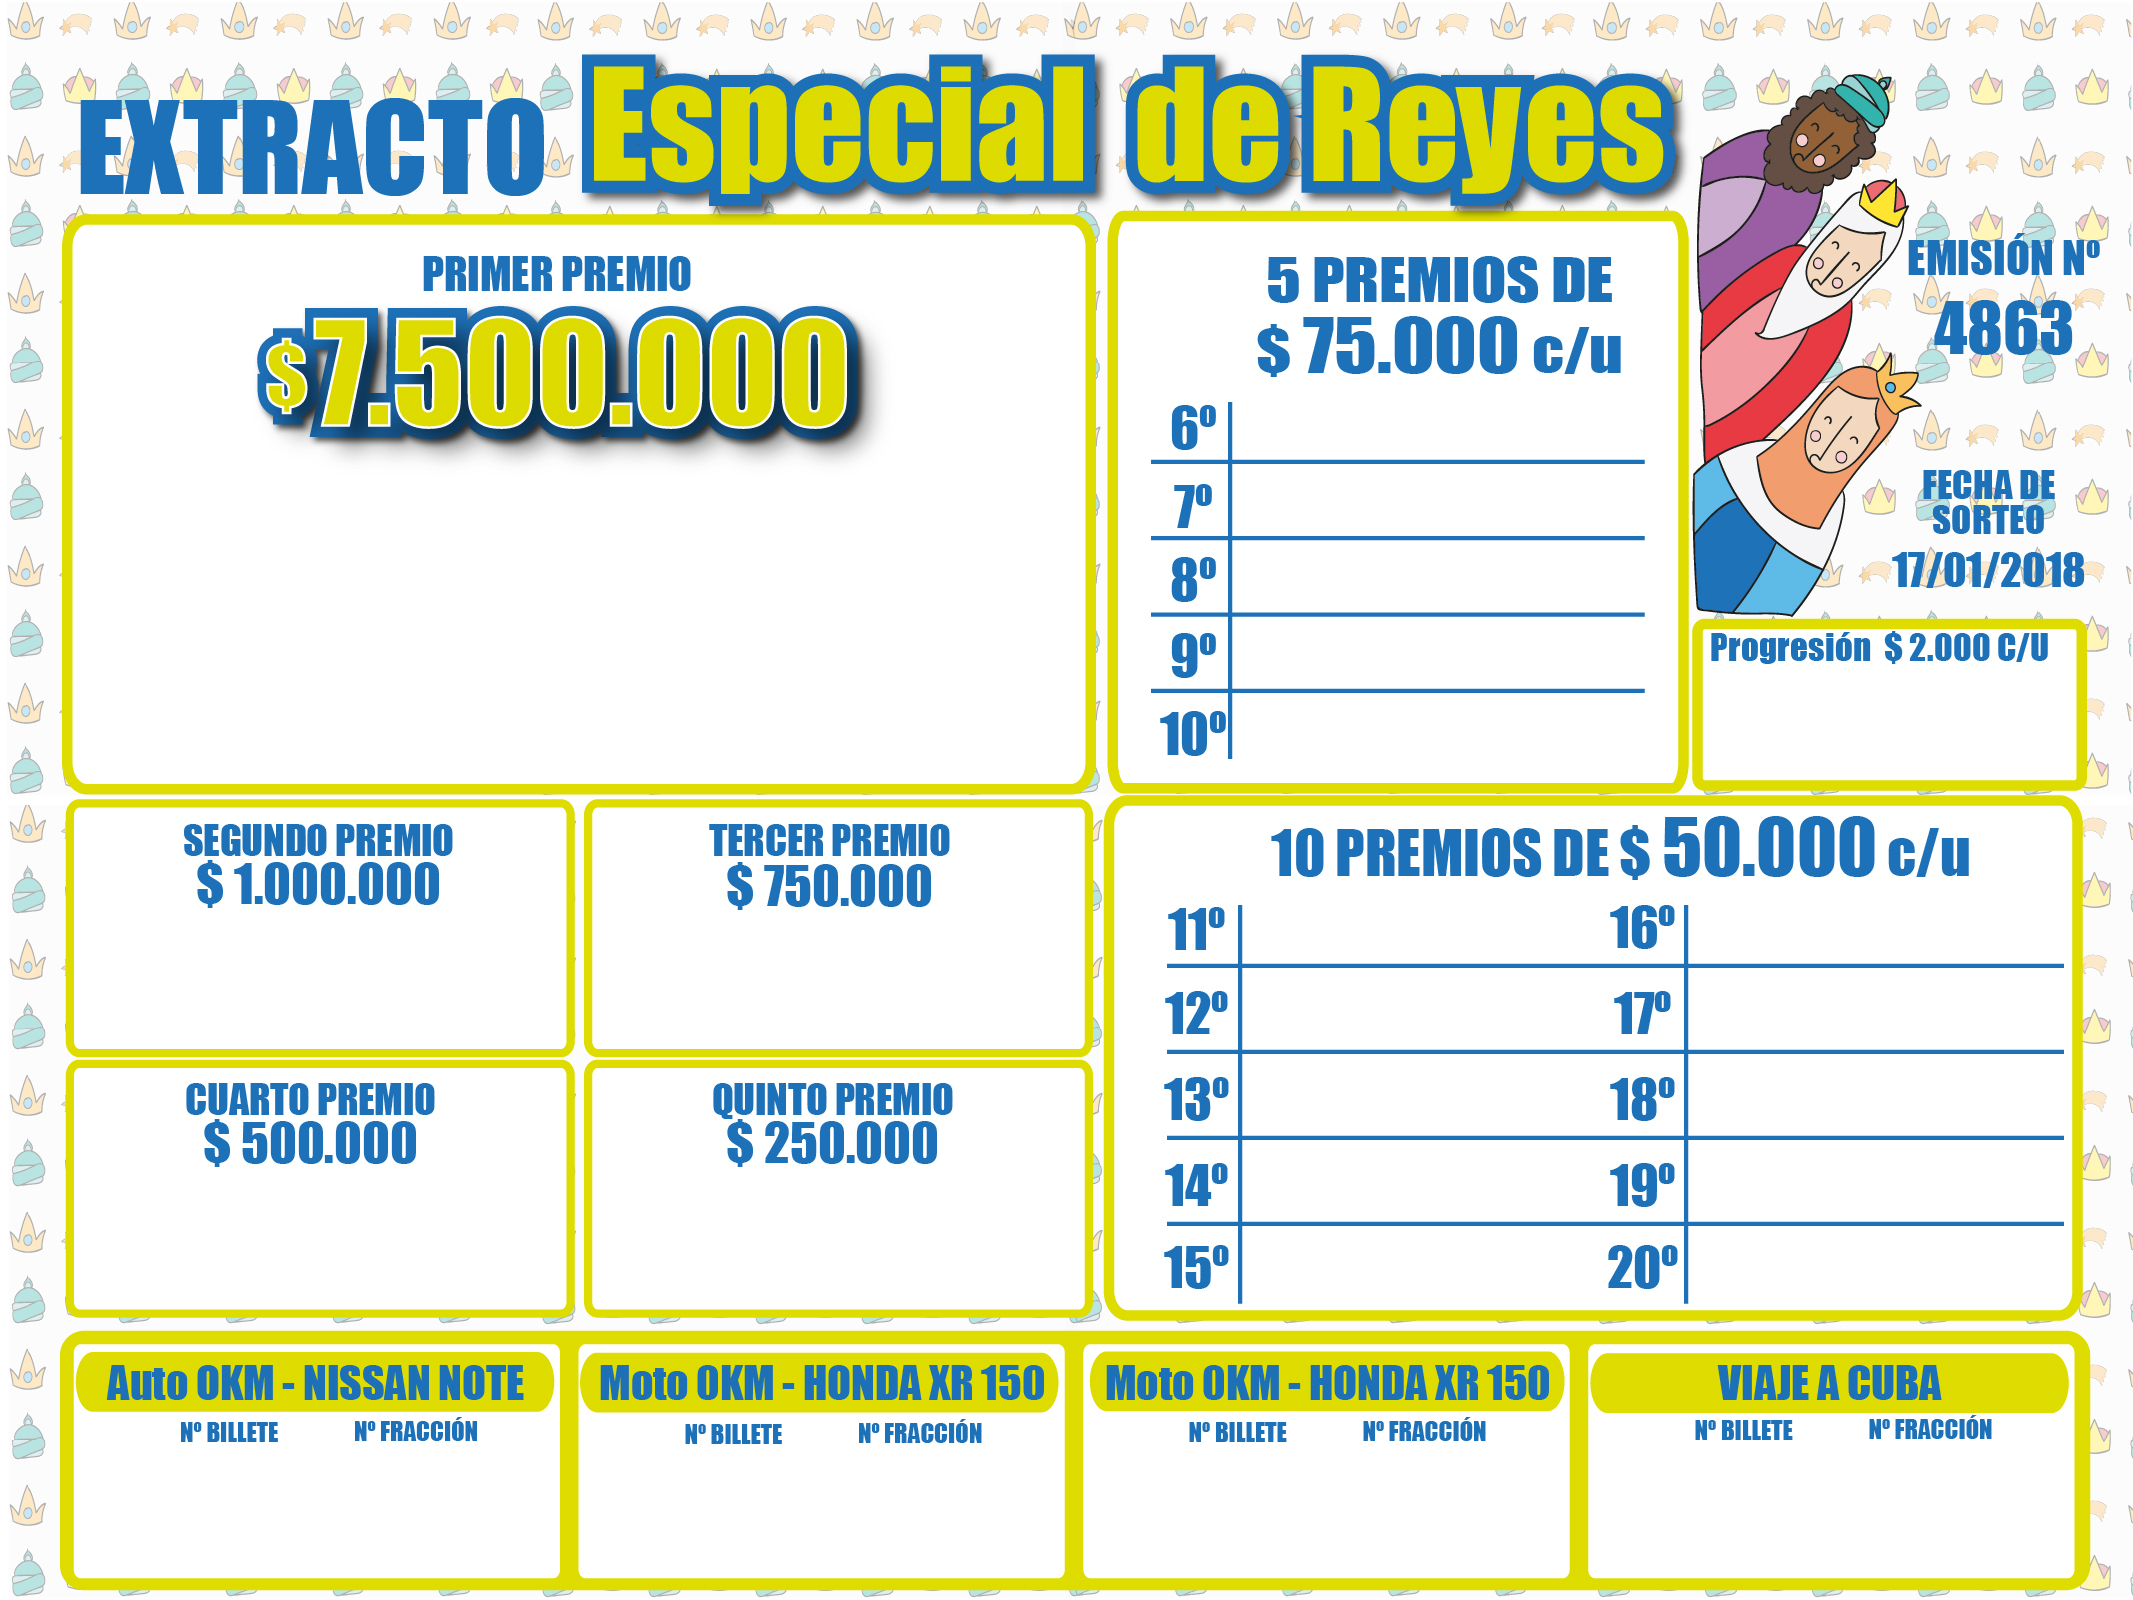 EXTRACTO Especial de Reyes
PRIMER PREMIO
$7.500.000
5 PREMIOS DE
$ 75.000 c/u
6º
7º
8º
9º
10º
EMISIÓN Nº
4863
FECHA DE
SORTEO
17/01/2018
Progresión $ 2.000 C/U
SEGUNDO PREMIO
$ 1.000.000
TERCER PREMIO
$ 750.000
CUARTO PREMIO
$ 500.000
QUINTO PREMIO
$ 250.000
10 PREMIOS DE $ 50.000 c/u
11º 16º
12º 17º
13º 18º
14º 19º
15º 20º
Auto 0KM - NISSAN NOTE
Nº BILLETE Nº FRACCIÓN
Moto 0KM - HONDA XR 150
Nº BILLETE Nº FRACCIÓN
Moto 0KM - HONDA XR 150
Nº BILLETE Nº FRACCIÓN
VIAJE A CUBA
Nº BILLETE Nº FRACCIÓN